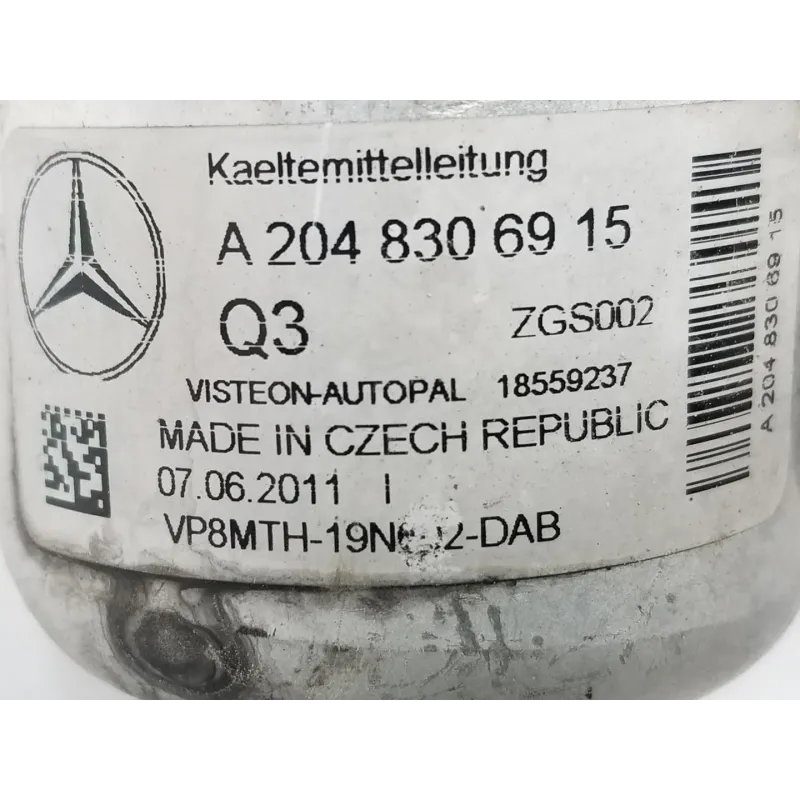 Kaeltemittelleitung
A 204 830 69 15
Q3 ZGS002
VISTEON-AUTOPAL 18559237
MADE IN CZECH REPUBLIC
07.06.2011 I
A 204 830 69 15